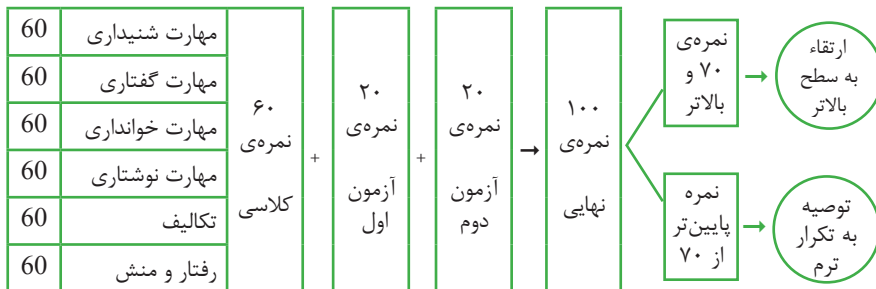 60 مهارت شنیداری
60 مهارت گفتاری
60 مهارت خوانداری
60 مهارت نوشتاری
60 تکالیف
60 رفتار و منش
۶۰
نمره‌ی
کلاسی
+
۲۰
نمره‌ی
آزمون
اول
+
۲۰
نمره‌ی
آزمون
دوم
→
۱۰۰
نمره‌ی
نهایی
نمره‌ی
۷۰ و
بالاتر
→
ارتقاء
به سطح
بالاتر
نمره
پایین‌تر
از ۷۰
→
توصیه
به تکرار
ترم